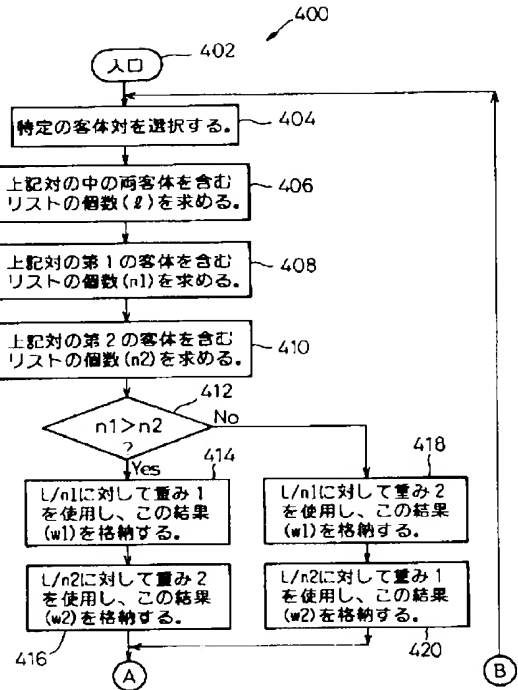 400
入口
402
特定の客体対を選択する。
404
上記対の中の両客体を含む
リストの個数(ℓ)を求める。
406
上記対の第1の客体を含む
リストの個数(n1)を求める。
408
上記対の第2の客体を含む
リストの個数(n2)を求める。
410
412
n1>n2
?
No
Yes
414
L/n1に対して重み1
を使用し、この結果
(w1)を格納する。
418
L/n1に対して重み2
を使用し、この結果
(w1)を格納する。
L/n2に対して重み2
を使用し、この結果
(w2)を格納する。
416
L/n2に対して重み1
を使用し、この結果
(w2)を格納する。
420
A
B